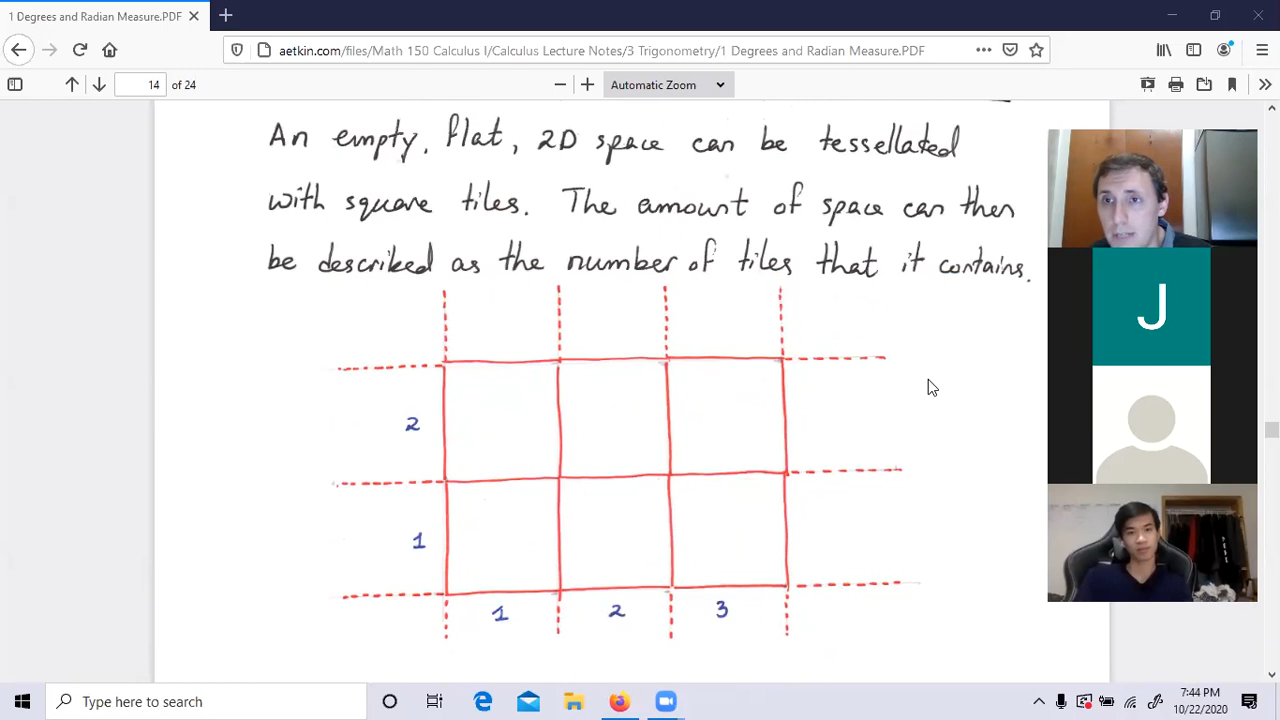 1 Degrees and Radian Measure.PDF
aetkin.com/files/Math 150 Calculus I/Calculus Lecture Notes/3 Trigonometry/1 Degrees and Radian Measure.PDF
14 of 24
Automatic Zoom
An empty, flat, 2D space can be tessellated
with square tiles. The amount of space can then
be described as the number of tiles that it contains.
J
2
1
1 2 3
Type here to search
7:44 PM
10/22/2020